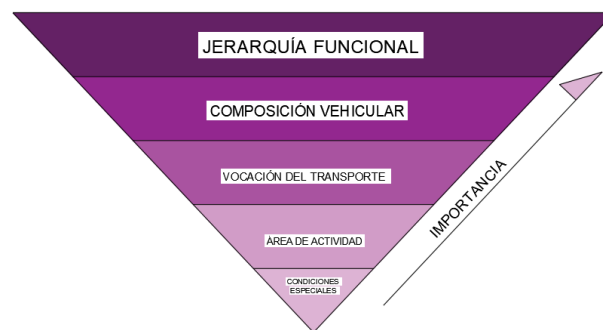 JERARQUÍA FUNCIONAL
COMPOSICIÓN VEHICULAR
VOCACIÓN DEL TRANSPORTE
ÁREA DE ACTIVIDAD
CONDICIONES
ESPECIALES
IMPORTANCIA